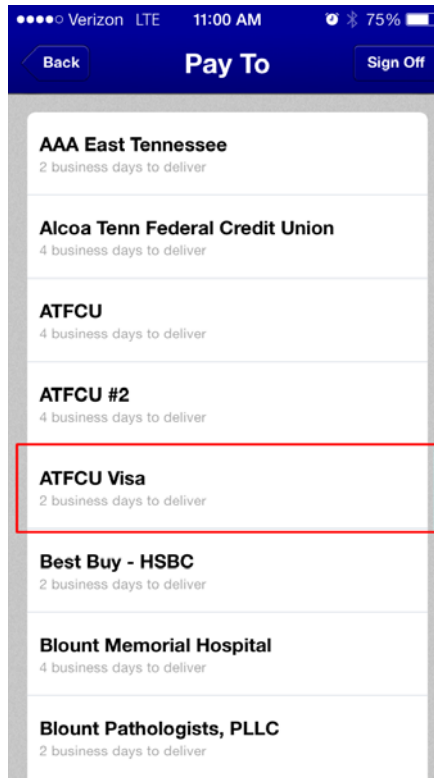 Verizon LTE 11:00 AM 75%
Back Pay To Sign Off
AAA East Tennessee
2 business days to deliver
Alcoa Tenn Federal Credit Union
4 business days to deliver
ATFCU
4 business days to deliver
ATFCU #2
4 business days to deliver
ATFCU Visa
2 business days to deliver
Best Buy - HSBC
2 business days to deliver
Blount Memorial Hospital
4 business days to deliver
Blount Pathologists, PLLC
2 business days to deliver